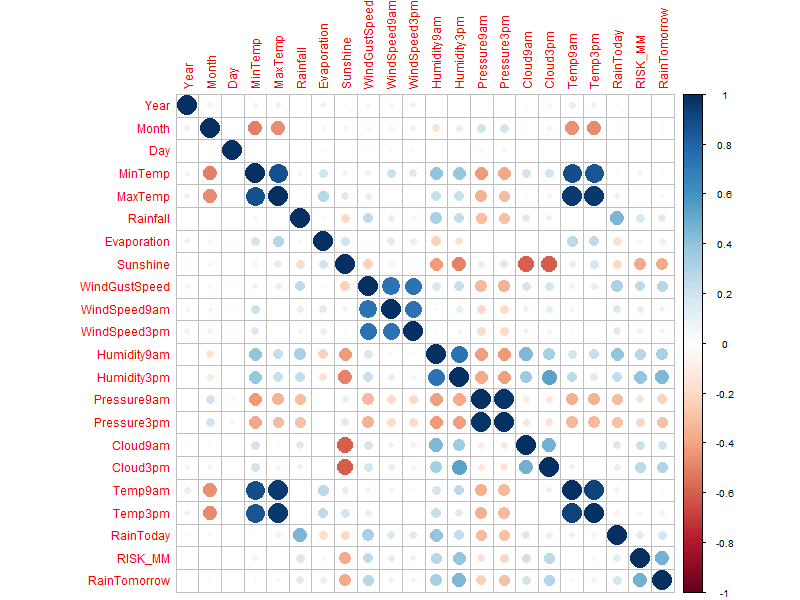 Year
Month
Day
MinTemp
MaxTemp
Rainfall
Evaporation
Sunshine
WindGustSpeed
WindSpeed9am
WindSpeed3pm
Humidity9am
Humidity3pm
Pressure9am
Pressure3pm
Cloud9am
Cloud3pm
Temp9am
Temp3pm
RainToday
RISK_MM
RainTomorrow
Year
Month
Day
MinTemp
MaxTemp
Rainfall
Evaporation
Sunshine
WindGustSpeed
WindSpeed9am
WindSpeed3pm
Humidity9am
Humidity3pm
Pressure9am
Pressure3pm
Cloud9am
Cloud3pm
Temp9am
Temp3pm
RainToday
RISK_MM
RainTomorrow
1
0.8
0.6
0.4
0.2
0
-0.2
-0.4
-0.6
-0.8
-1